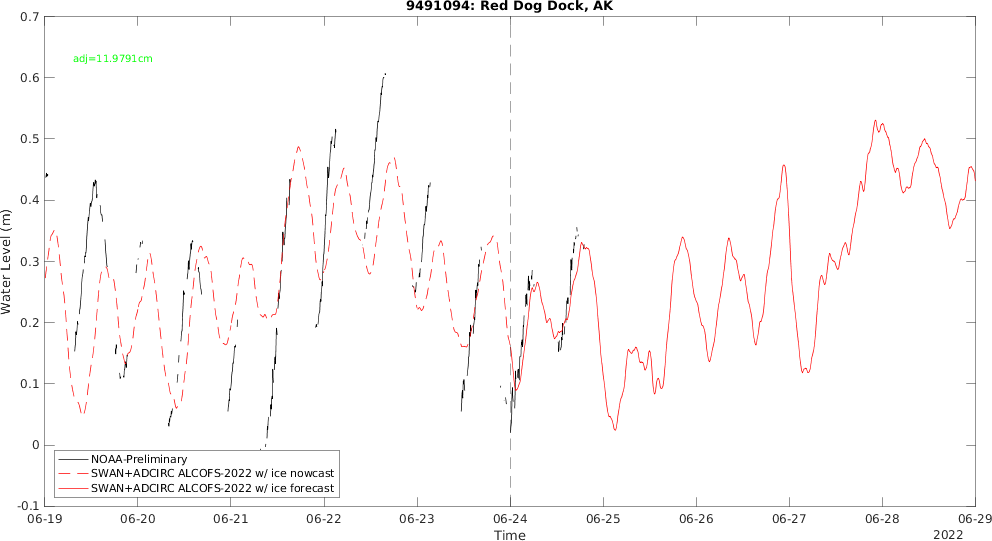 9491094: Red Dog Dock, AK
adj=11.9791cm
0.7
0.6
0.5
0.4
0.3
0.2
0.1
0
-0.1
Water Level (m)
NOAA-Preliminary
SWAN+ADCIRC ALCOFS-2022 w/ ice nowcast
SWAN+ADCIRC ALCOFS-2022 w/ ice forecast
06-19 06-20 06-21 06-22 06-23 06-24 06-25 06-26 06-27 06-28 06-29
Time
2022